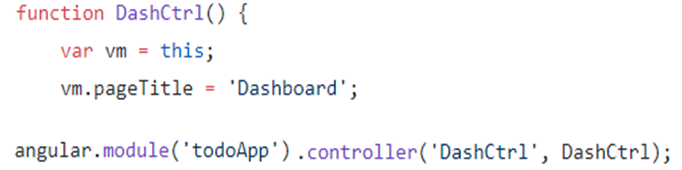 function DashCtrl() {
var vm = this;
vm.pageTitle = 'Dashboard';
angular.module('todoApp').controller('DashCtrl', DashCtrl);